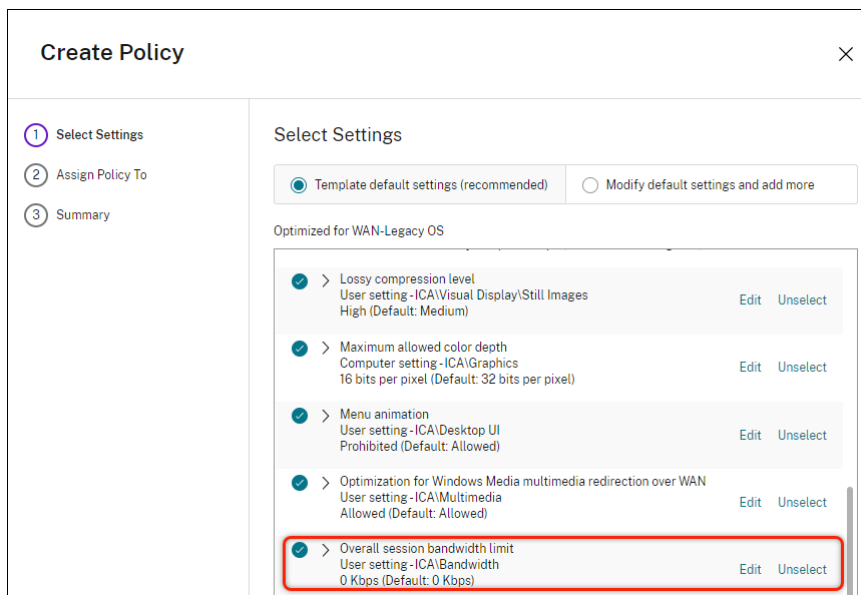 Create Policy
1 Select Settings
2 Assign Policy To
3 Summary
Select Settings
Template default settings (recommended)
Modify default settings and add more
Optimized for WAN-Legacy OS
Lossy compression level
User setting - ICA\Visual Display\Still Images
High (Default: Medium)
Edit Unselect
Maximum allowed color depth
Computer setting - ICA\Graphics
16 bits per pixel (Default: 32 bits per pixel)
Edit Unselect
Menu animation
User setting - ICA\Desktop UI
Prohibited (Default: Allowed)
Edit Unselect
Optimization for Windows Media multimedia redirection over WAN
User setting - ICA\Multimedia
Allowed (Default: Allowed)
Edit Unselect
Overall session bandwidth limit
User setting - ICA\Bandwidth
0 Kbps (Default: 0 Kbps)
Edit Unselect